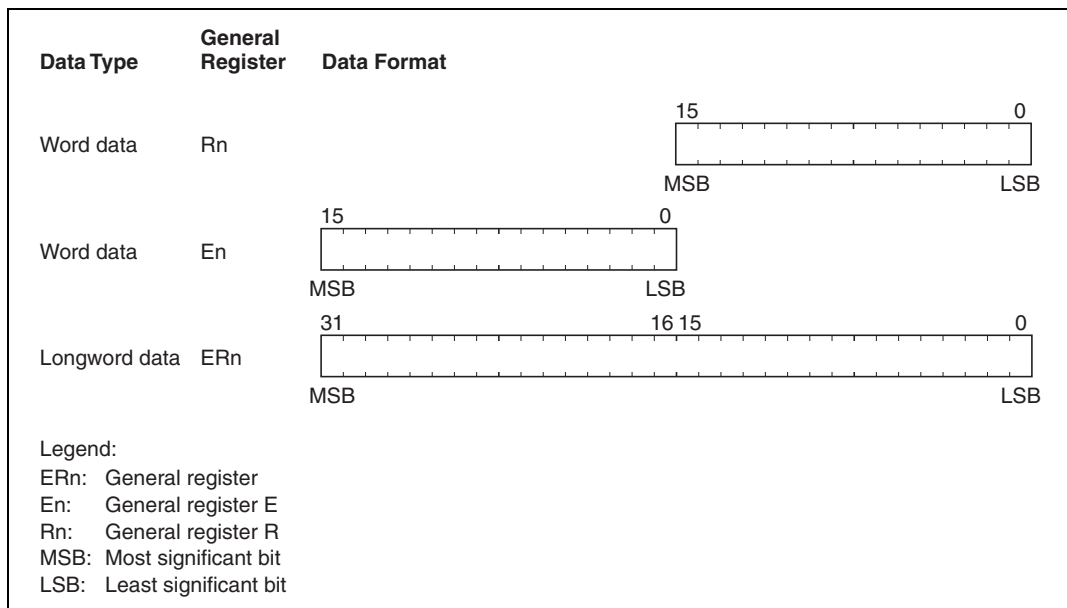 Data Type General Register Data Format
15 0
Word data Rn
MSB LSB
15 0
Word data En
MSB LSB
31 16 15 0
Longword data ERn
MSB LSB
Legend:
ERn: General register
En: General register E
Rn: General register R
MSB: Most significant bit
LSB: Least significant bit